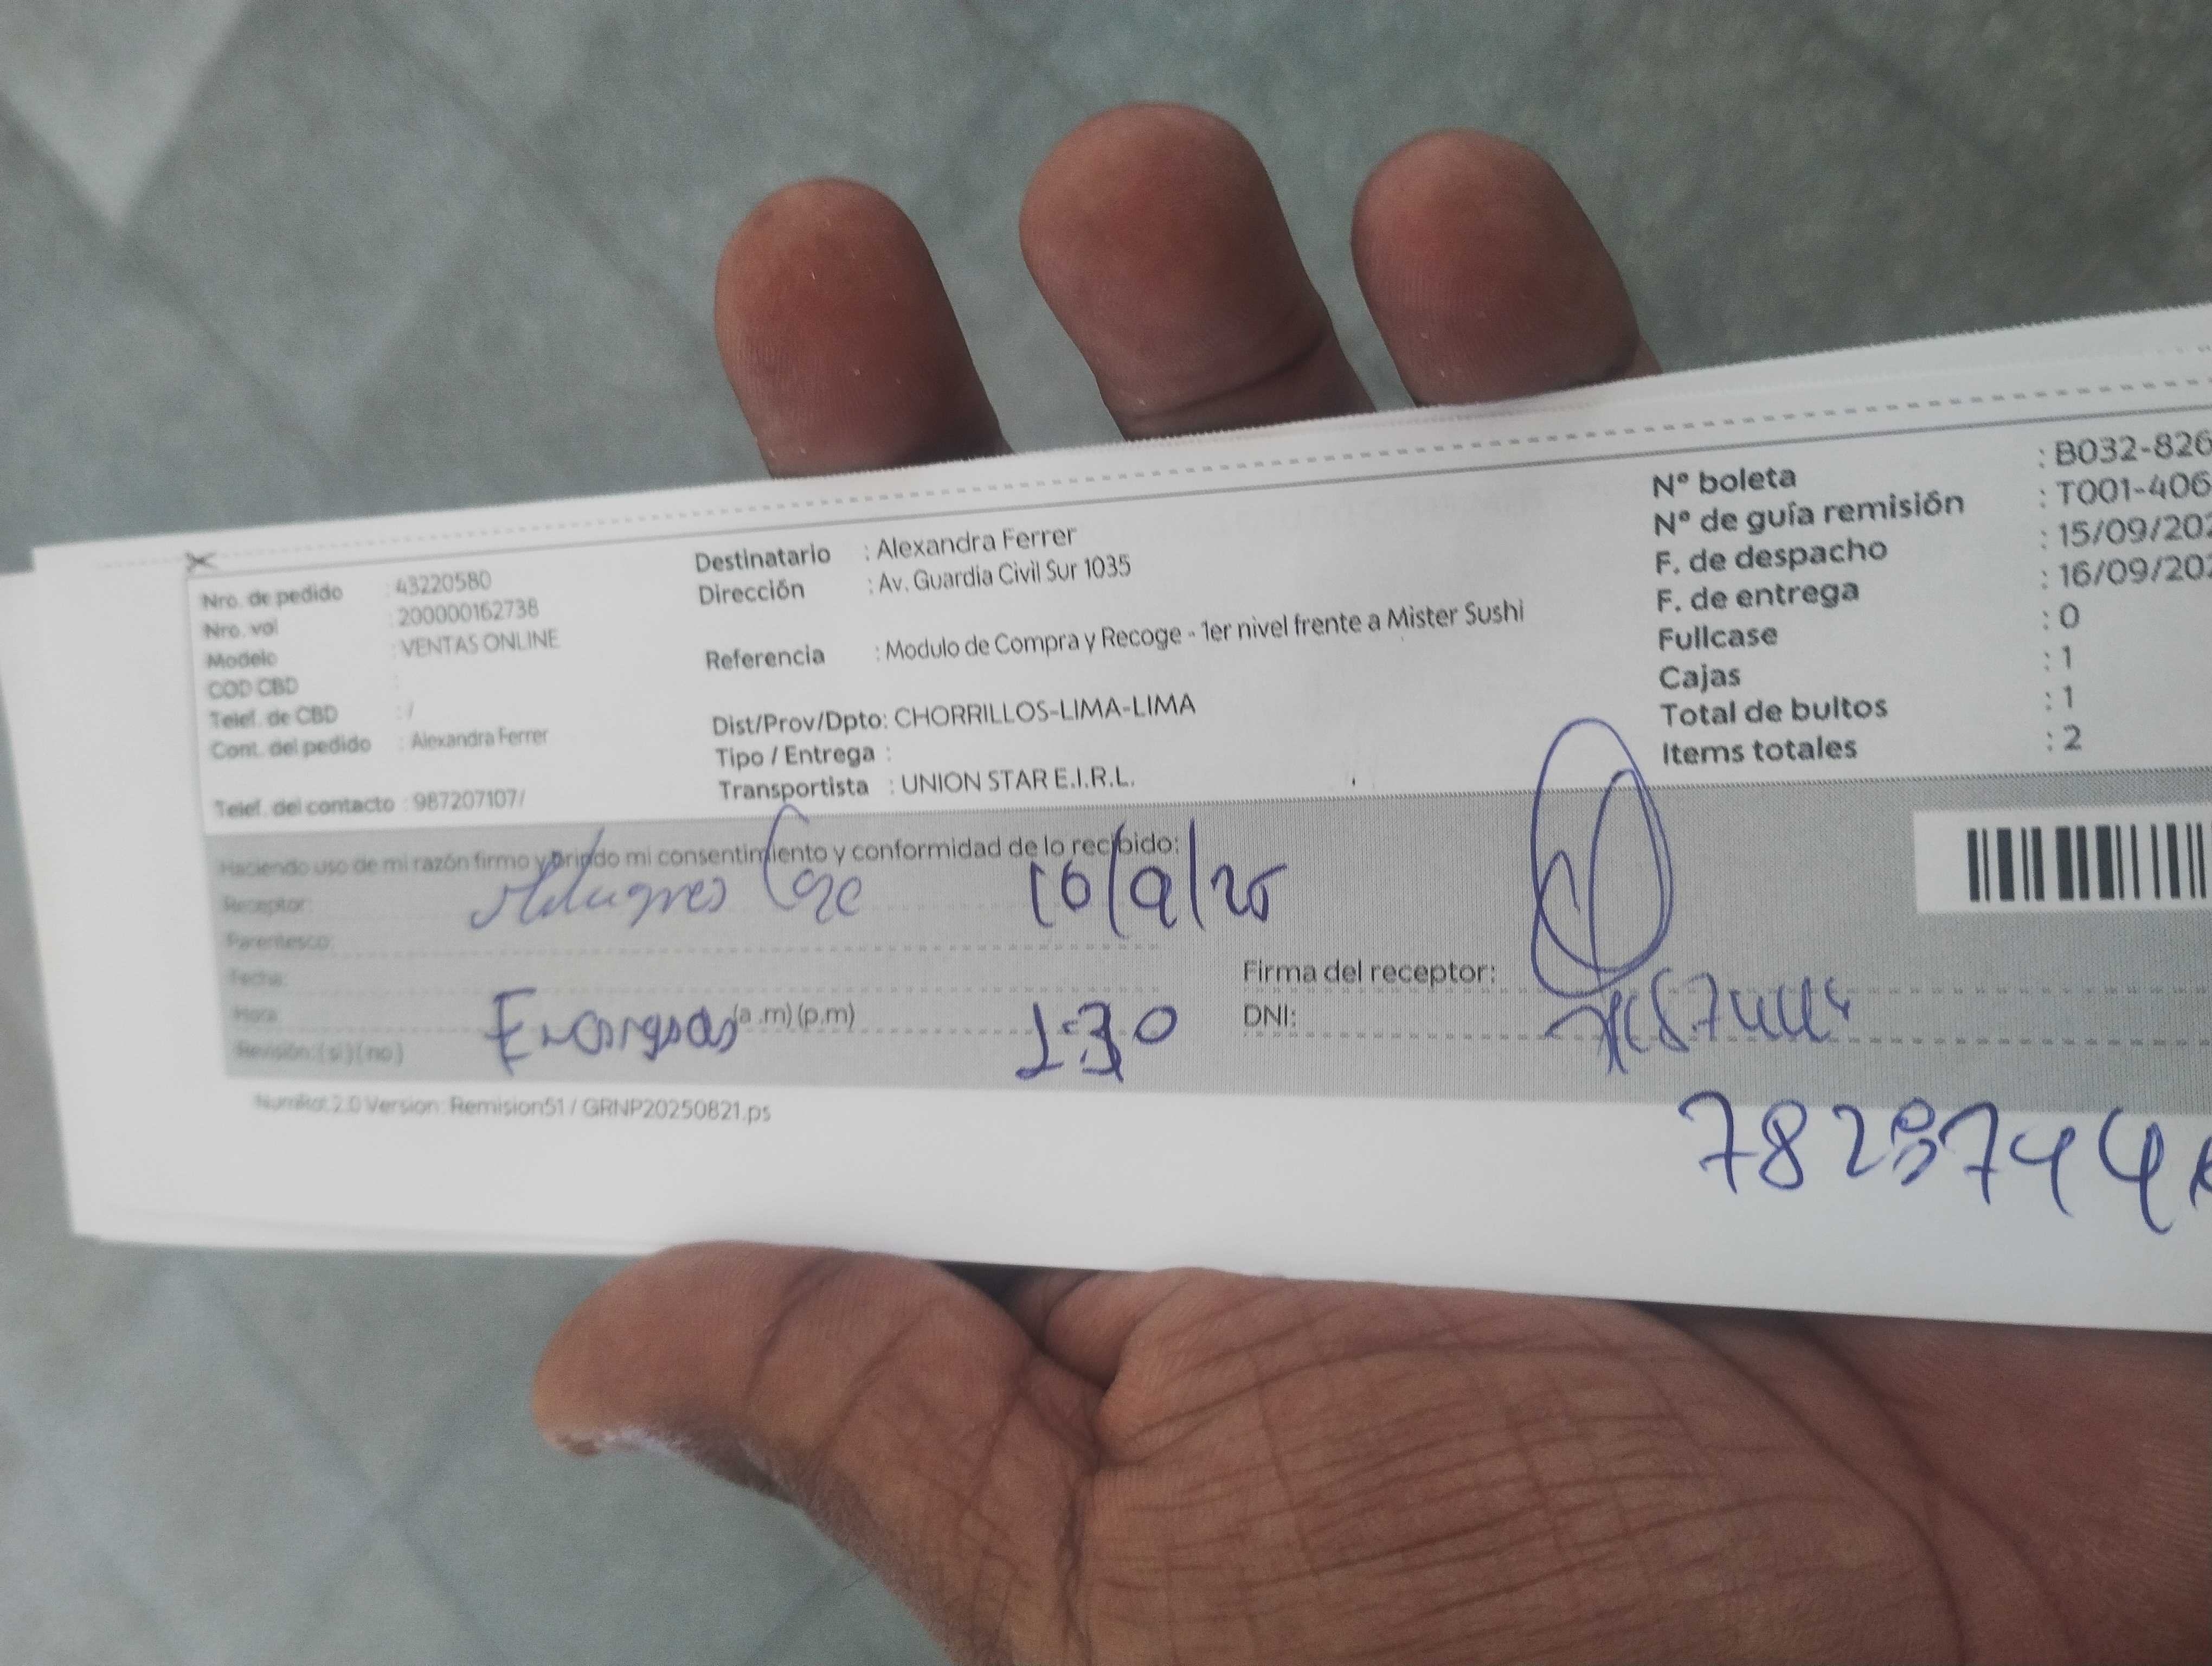 Nro. de pedido : 43220580
Nro. vol : 200000162738
Modelo : VENTAS ONLINE
COD CBD :
Telef. de CBD : /
Cont. del pedido : Alexandra Ferrer
Telef. del contacto : 987207107/
Destinatario : Alexandra Ferrer
Dirección : Av. Guardia Civil Sur 1035
Referencia : Modulo de Compra y Recoge - 1er nivel frente a Mister Sushi
Dist/Prov/Dpto: CHORRILLOS-LIMA-LIMA
Tipo / Entrega :
Transportista : UNION STAR E.I.R.L.
N° boleta : B032-826
N° de guía remisión : T001-406
F. de despacho : 15/09/202
F. de entrega : 16/09/202
Fullcase : 0
Cajas : 1
Total de bultos : 1
Items totales : 2
Haciendo uso de mi razón firmo y brindo mi consentimiento y conformidad de lo recibido:
Receptor:
Parentesco:
Fecha:
Hora (a.m) (p.m)
Revisión: (si) (no)
16/9/25
1:30
Firma del receptor:
DNI:
NumRot 2.0 Version: Remision51 / GRNP20250821.ps